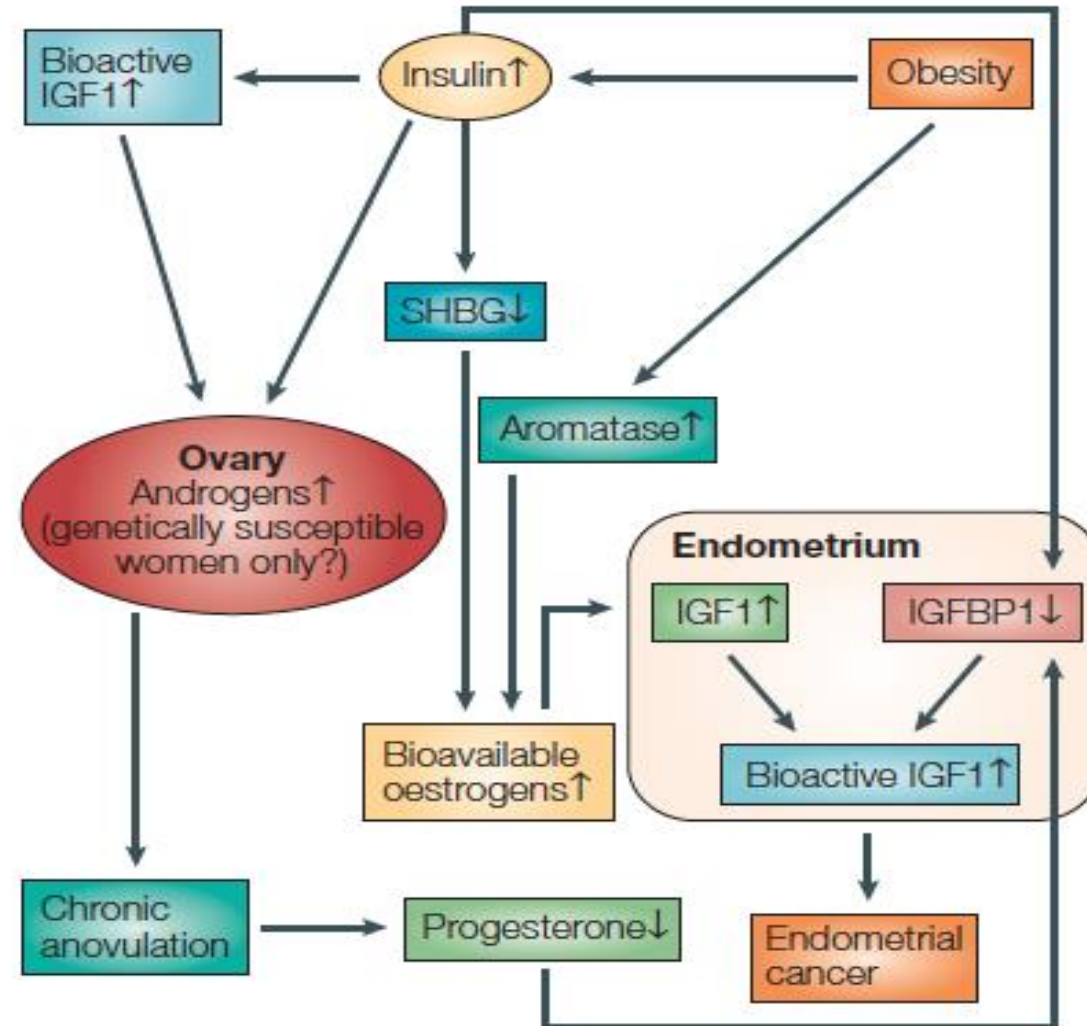 Bioactive
IGF1↑
Insulin↑
Obesity
SHBG↓
Aromatase↑
Ovary
Androgens↑
(genetically susceptible
women only?)
Endometrium
IGF1↑
IGFBP1↓
Bioavailable
oestrogens↑
Bioactive IGF1↑
Chronic
anovulation
Progesterone↓
Endometrial
cancer